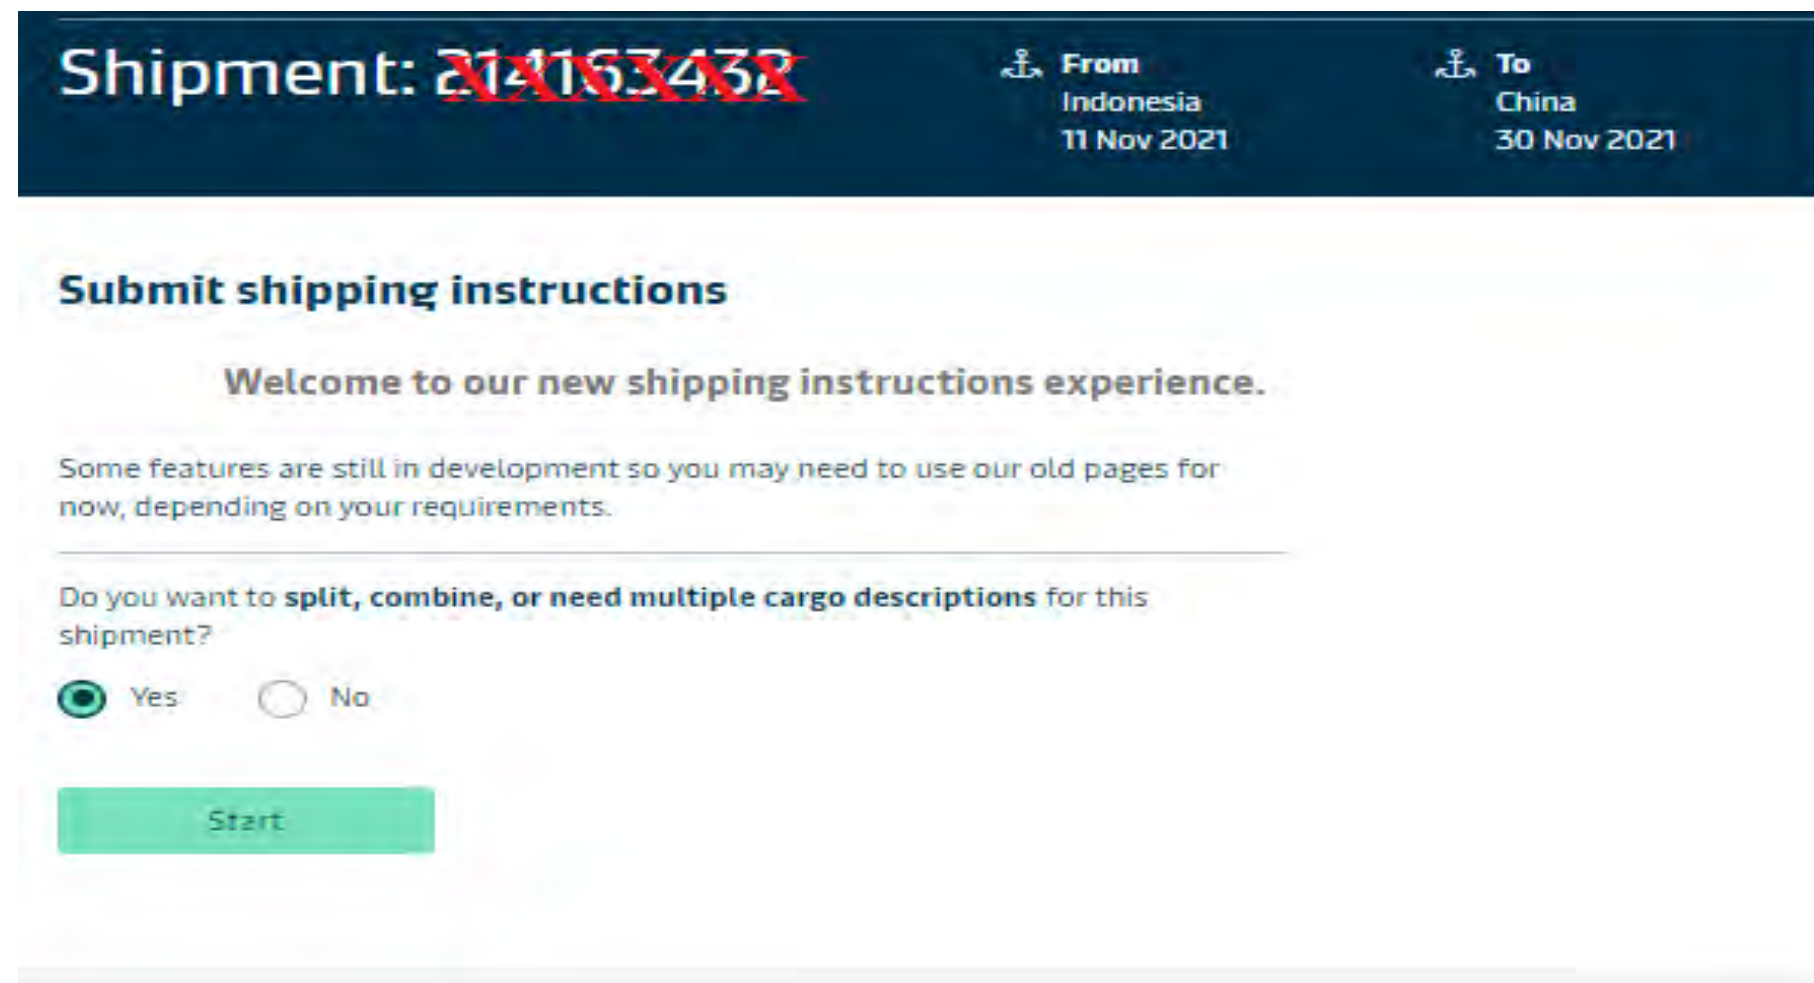 Shipment:
From
Indonesia
11 Nov 2021
To
China
30 Nov 2021
Submit shipping instructions
Welcome to our new shipping instructions experience.
Some features are still in development so you may need to use our old pages for
now, depending on your requirements.
Do you want to split, combine, or need multiple cargo descriptions for this
shipment?
Yes
No
Start